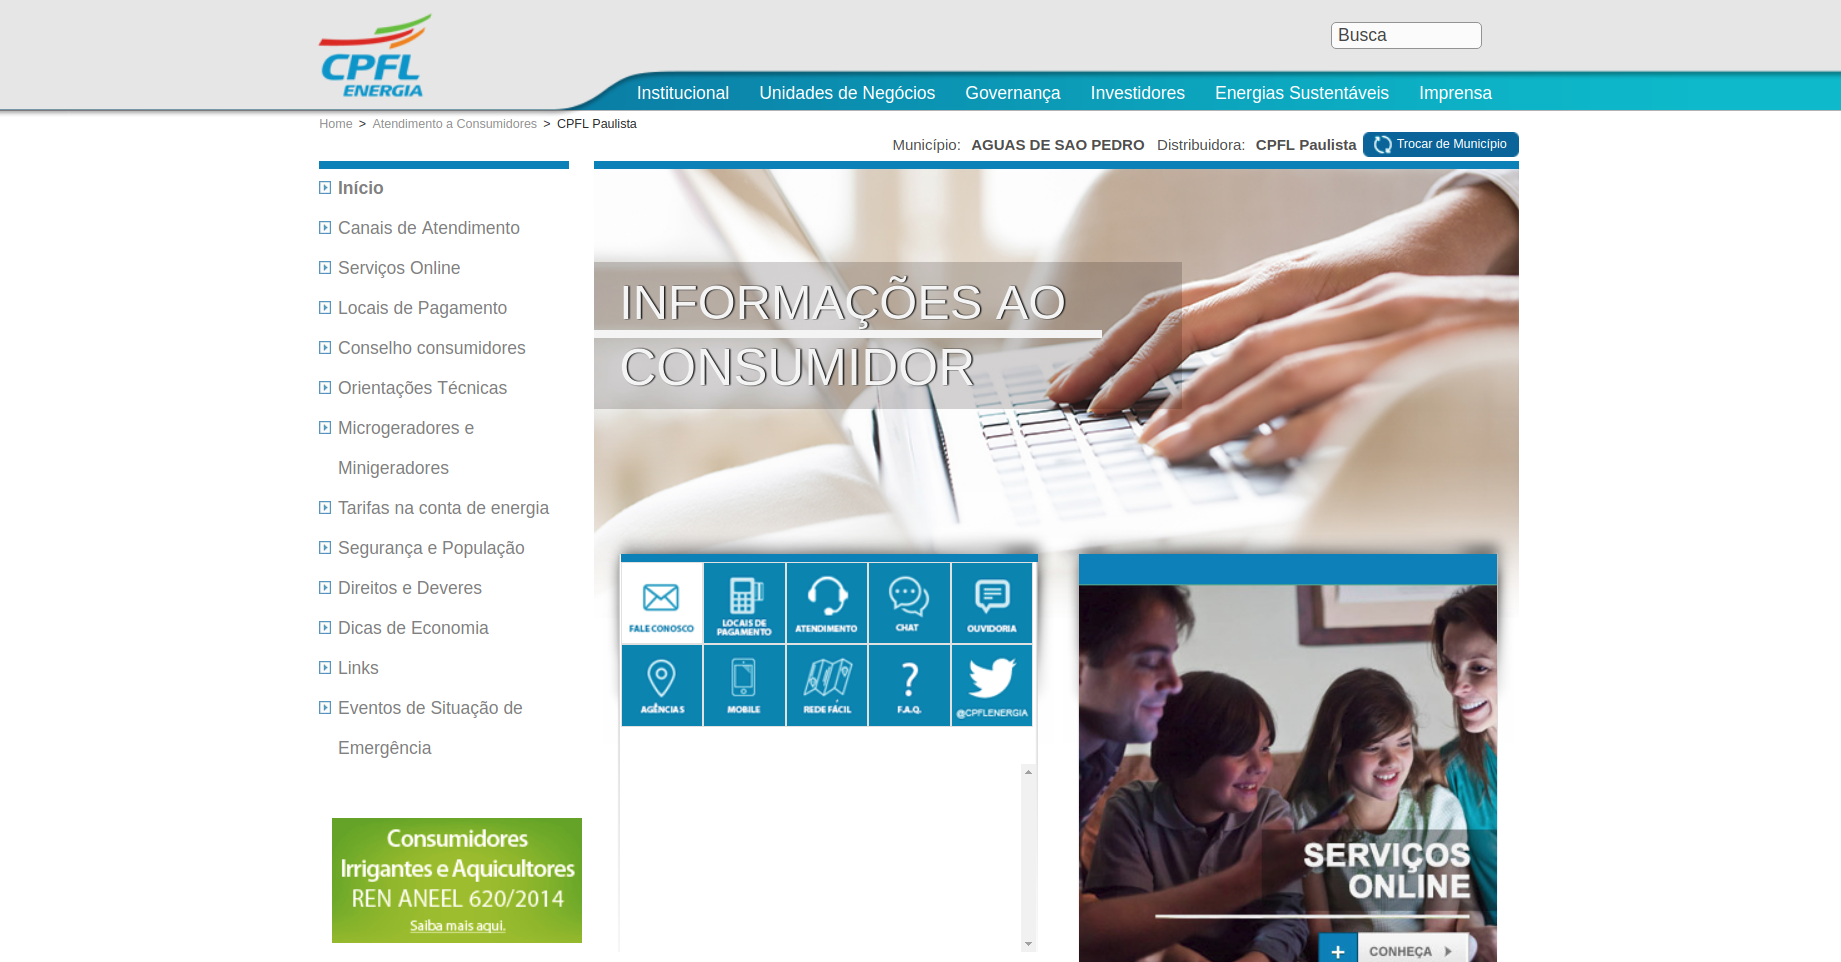 CPFL
ENERGIA
Busca
Institucional Unidades de Negócios Governança Investidores Energias Sustentáveis Imprensa
Home > Atendimento a Consumidores > CPFL Paulista
Município: AGUAS DE SAO PEDRO Distribuidora: CPFL Paulista Trocar de Município
Início
Canais de Atendimento
Serviços Online
Locais de Pagamento
Conselho consumidores
Orientações Técnicas
Microgeradores e
Minigeradores
Tarifas na conta de energia
Segurança e População
Direitos e Deveres
Dicas de Economia
Links
Eventos de Situação de
Emergência
Consumidores
Irrigantes e Aquicultores
REN ANEEL 620/2014
Saiba mais aqui.
INFORMAÇÕES AO
CONSUMIDOR
FALE CONOSCO
LOCAIS DE
PAGAMENTO
ATENDIMENTO
CHAT
OUVIDORIA
AGÊNCIAS
MOBILE
REDE FÁCIL
?
F.A.Q.
@CPFLENERGIA
SERVIÇOS
ONLINE
+ CONHEÇA